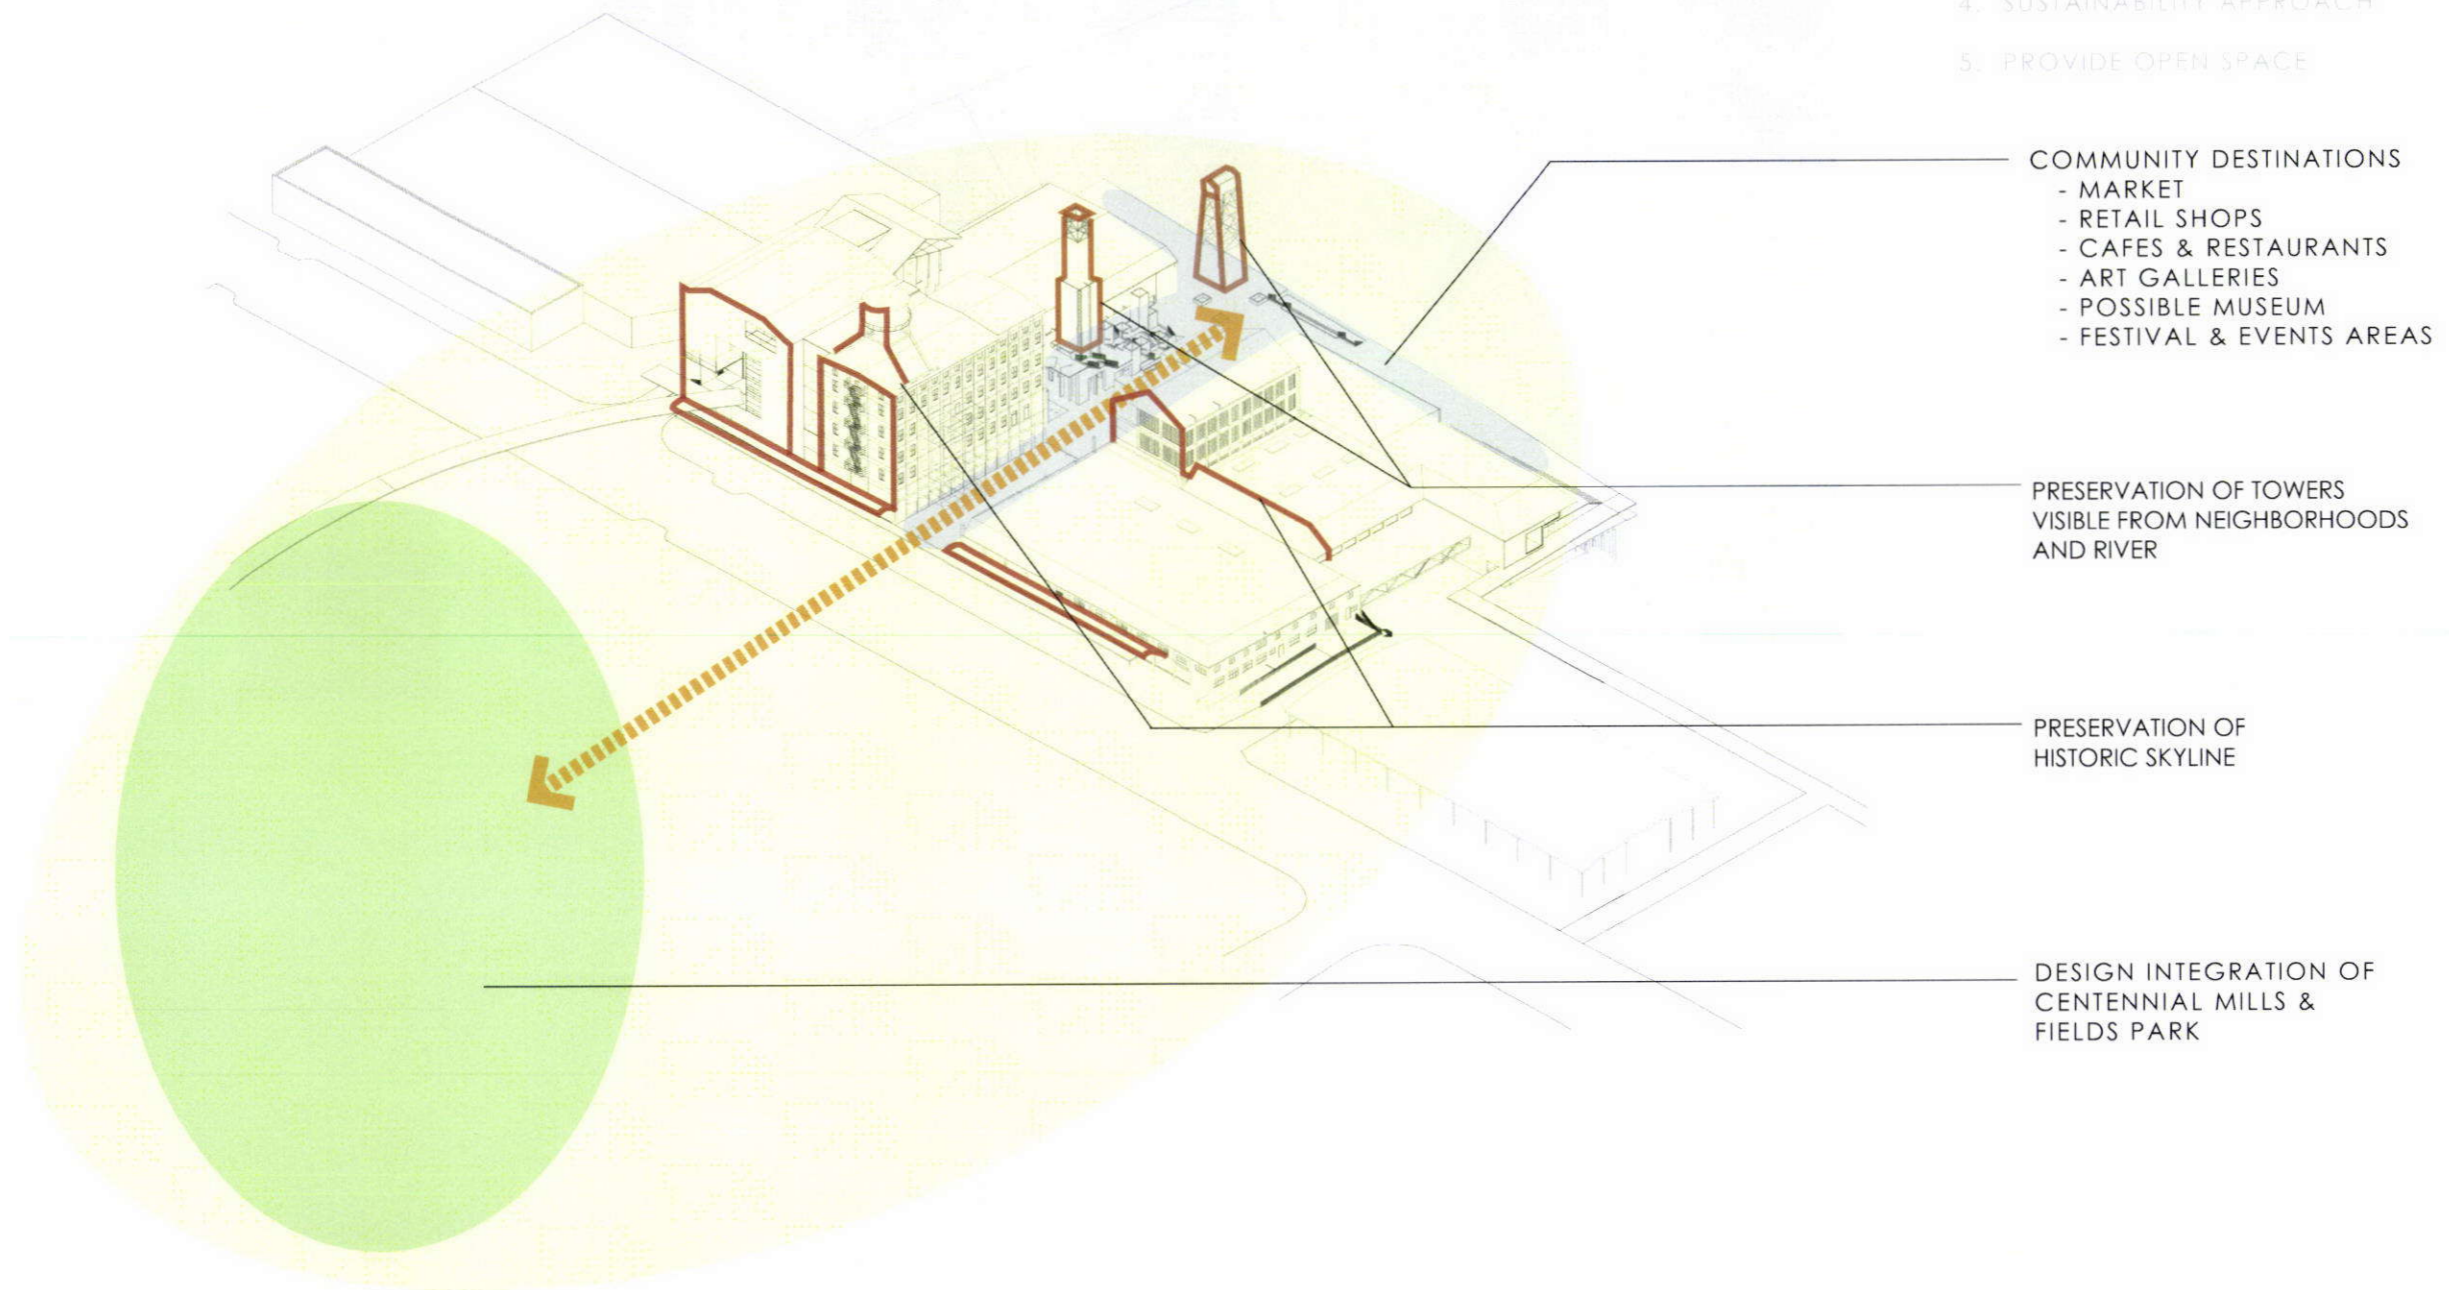 4. SUSTAINABILITY APPROACH
5. PROVIDE OPEN SPACE
COMMUNITY DESTINATIONS
- MARKET
- RETAIL SHOPS
- CAFES & RESTAURANTS
- ART GALLERIES
- POSSIBLE MUSEUM
- FESTIVAL & EVENTS AREAS
PRESERVATION OF TOWERS
VISIBLE FROM NEIGHBORHOODS
AND RIVER
PRESERVATION OF
HISTORIC SKYLINE
DESIGN INTEGRATION OF
CENTENNIAL MILLS &
FIELDS PARK